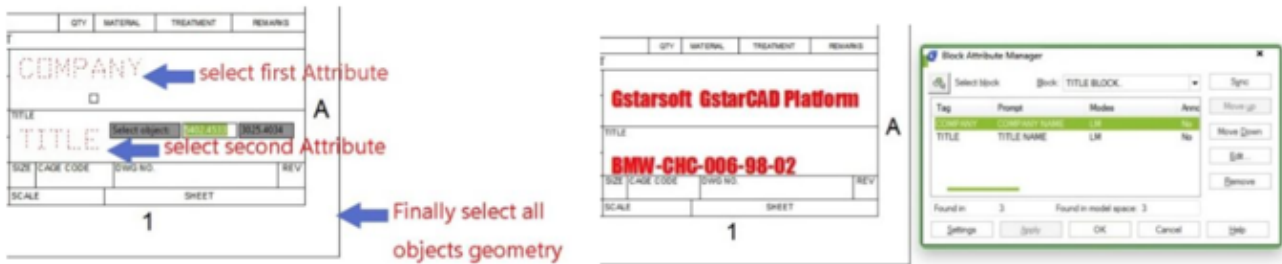 QTY MATERIAL TREATMENT REMARKS
T
COMPANY
select first Attribute
TITLE
TITLE
Select object: 3025.4034
select second Attribute
SIZE CAGE CODE DWG NO. REV
SCALE SHEET
A
1
Finally select all
objects geometry
QTY MATERIAL TREATMENT REMARKS
T
Gstarsoft GstarCAD Platform
TITLE
BMW-CHC-006-98-02
SIZE CAGE CODE DWG NO. REV
SCALE SHEET
A
1
Block Attribute Manager
Select block Block: TITLE BLOCK.. Sync
Tag Prompt Modes Anno
COMPANY COMPANY NAME LM No
TITLE TITLE NAME LM No
Move up
Move Down
Edit...
Remove
Found in 3 Found in model space: 3
Settings Apply OK Cancel Help